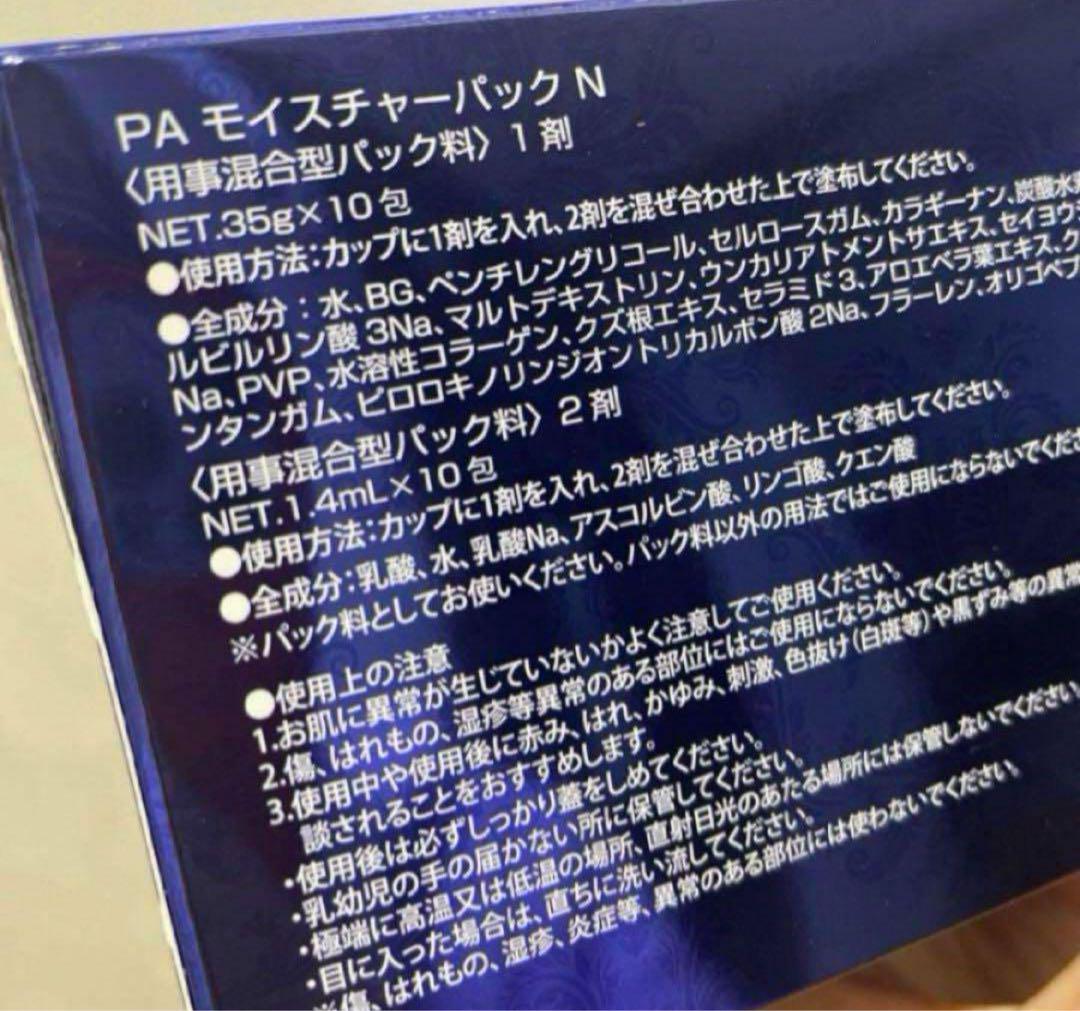 PA モイスチャーパック N
〈用事混合型パック料〉1剤
NET.35g×10包
●使用方法:カップに1剤を入れ、2剤を混ぜ合わせた上で塗布してください。
●全成分:水、BG、ペンチレングリコール、セルロースガム、カラギーナン、炭酸水素
ルビルリン酸3Na、マルトデキストリン、ウンカリアトメントサエキス、セイヨウシ
Na、PVP、水溶性コラーゲン、クズ根エキス、セラミド3、アロエベラ葉エキス、ク
ンタンガム、ピロロキノリンジオントリカルボン酸2Na、フラーレン、オリゴペプ
〈用事混合型パック料〉2剤
NET.1.4mL×10包
●使用方法:カップに1剤を入れ、2剤を混ぜ合わせた上で塗布してください。
●全成分:乳酸、水、乳酸Na、アスコルビン酸、リンゴ酸、クエン酸
※パック料としてお使いください。パック料以外の用法ではご使用にならないでくださ
●使用上の注意
1.お肌に異常が生じていないかよく注意してご使用ください。
2.傷、はれもの、湿疹等異常のある部位にはご使用にならないでください。
3.使用中や使用後に赤み、はれ、かゆみ、刺激、色抜け(白斑等)や黒ずみ等の異常
談されることをおすすめします。
・使用後は必ずしっかり蓋をしめてください。
・乳幼児の手の届かない所に保管してください。
・極端に高温又は低温の場所、直射日光のあたる場所には保管しないでください。
・目に入った場合は、直ちに洗い流してください。
※傷、はれもの、湿疹、炎症等、異常のある部位には使わないでください。